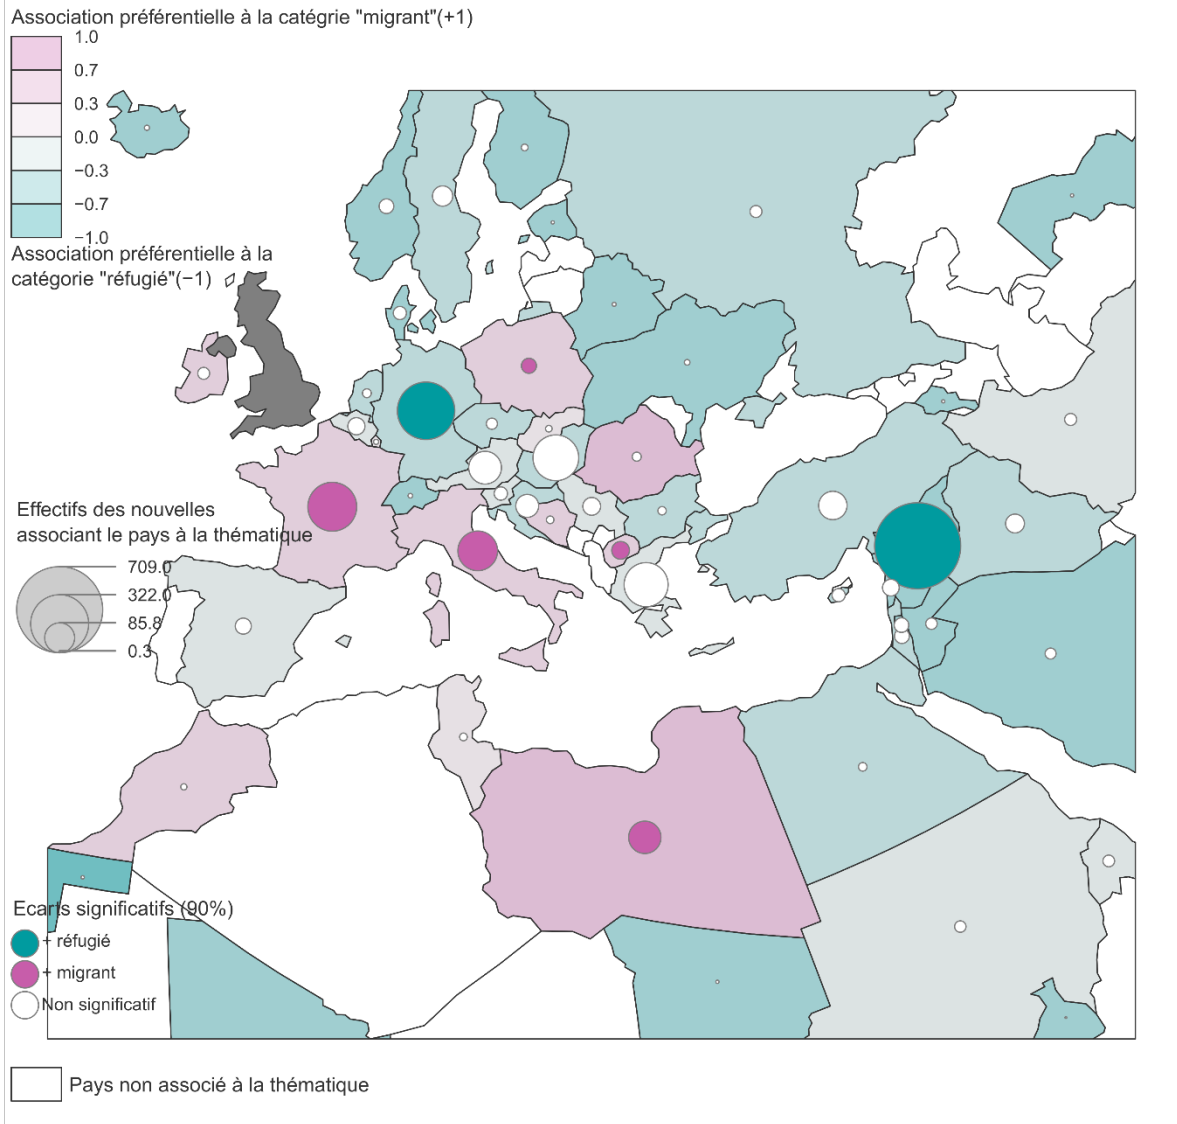 Association préférentielle à la catégrie "migrant"(+1)
1.0
0.7
0.3
0.0
−0.3
−0.7
−1.0
Association préférentielle à la
catégorie "réfugié"(−1)
Effectifs des nouvelles
associant le pays à la thématique
709.0
322.0
85.8
0.3
Ecarts significatifs (90%)
+ réfugié
+ migrant
Non significatif
Pays non associé à la thématique